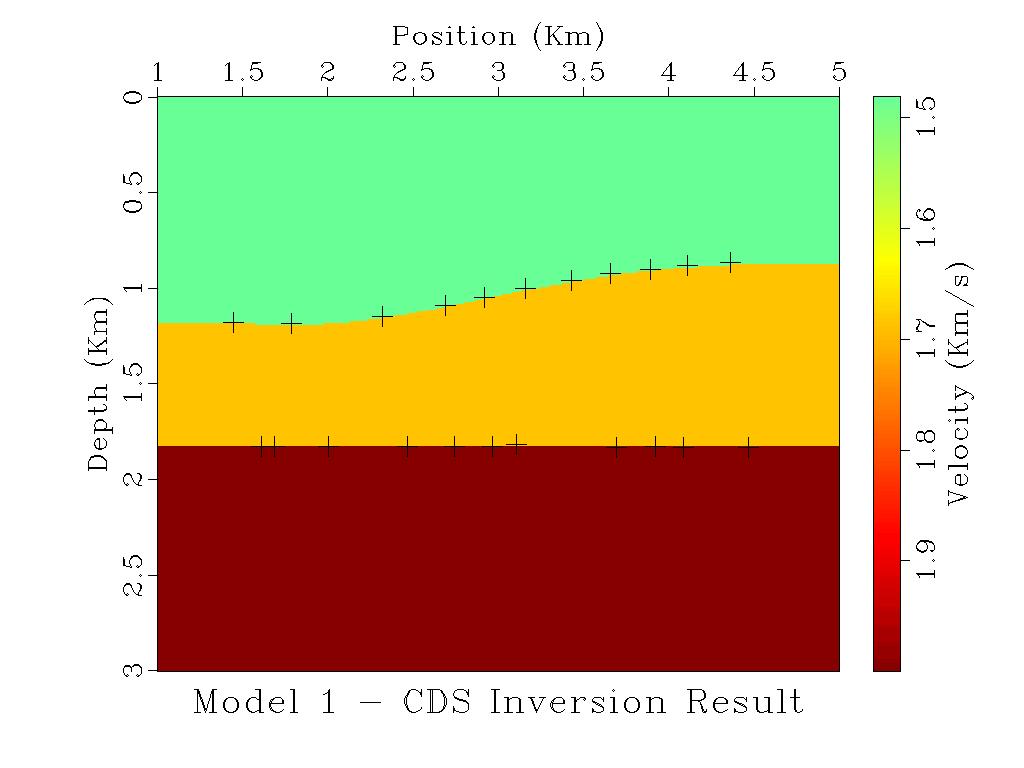 Position (Km)
1 1.5 2 2.5 3 3.5 4 4.5 5
0
0.5
1
1.5
2
2.5
3
Depth (Km)
1.5
1.6
1.7
1.8
1.9
Velocity (Km/s)
Model 1 − CDS Inversion Result